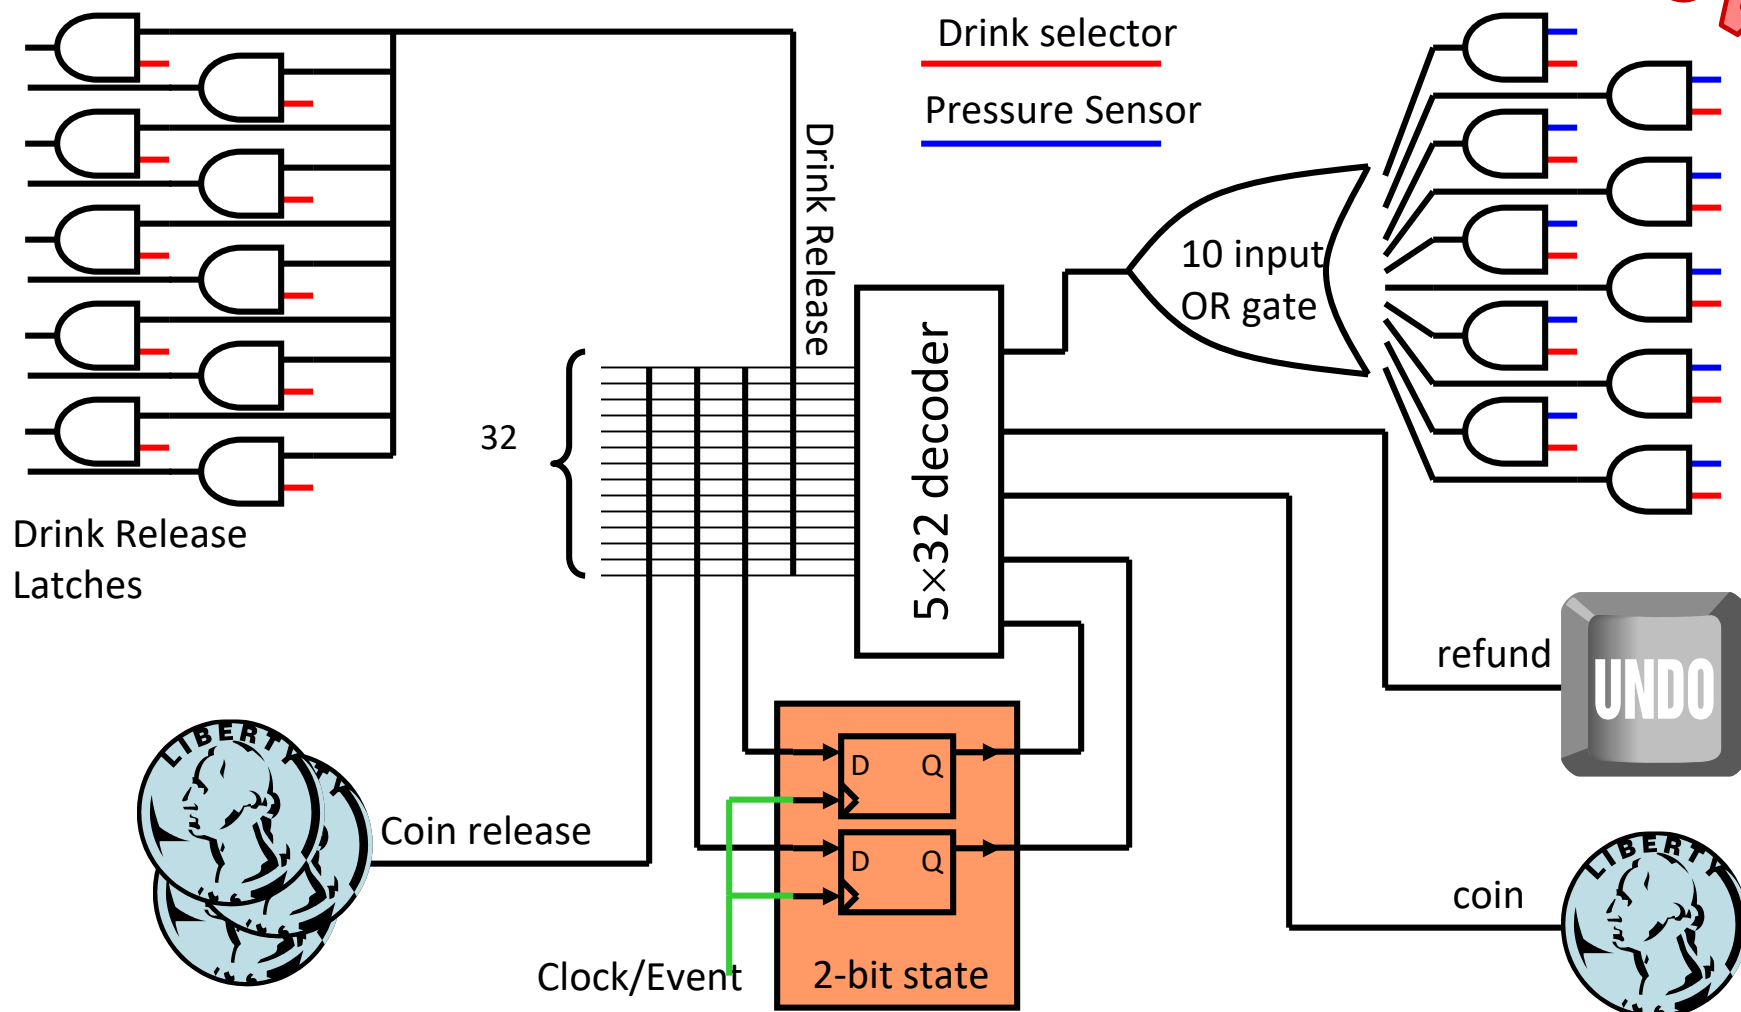 Drink selector
Pressure Sensor
Drink Release
10 input
OR gate
5×32 decoder
32
Drink Release
Latches
refund
UNDO
LIBERTY
TY
Coin release
D Q
D Q
Clock/Event
2-bit state
coin
LIBERTY